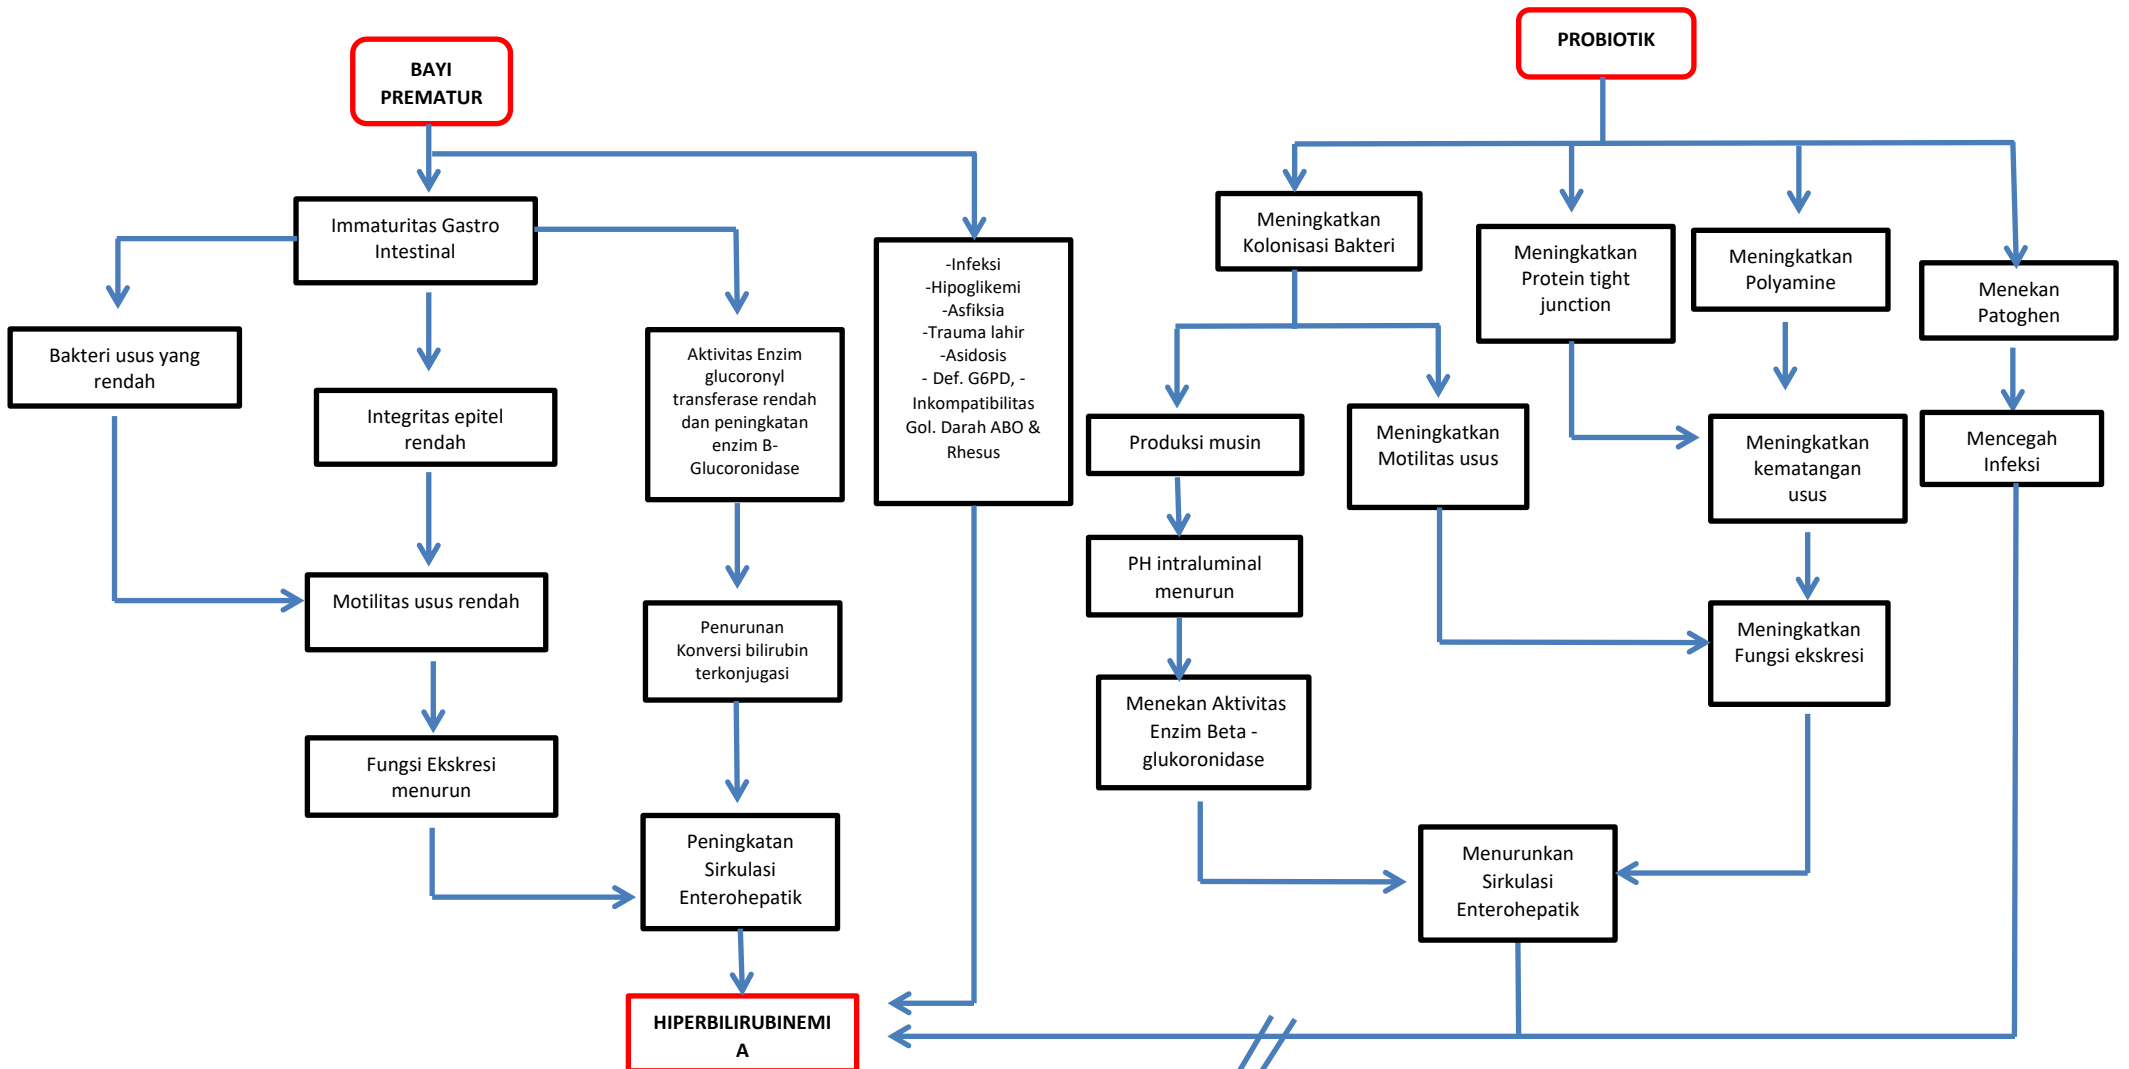 BAYI
PREMATUR
PROBIOTIK
Immaturitas Gastro
Intestinal
Bakteri usus yang
rendah
Integritas epitel
rendah
Aktivitas Enzim
glucoronyl
transferase rendah
dan peningkatan
enzim B-
Glucoronidase
-Infeksi
-Hipoglikemi
-Asfiksia
-Trauma lahir
-Asidosis
- Def. G6PD, -
Inkompatibilitas
Gol. Darah ABO &
Rhesus
Motilitas usus rendah
Penurunan
Konversi bilirubin
terkonjugasi
Fungsi Ekskresi
menurun
Peningkatan
Sirkulasi
Enterohepatik
HIPERBILIRUBINEMI
A
Meningkatkan
Kolonisasi Bakteri
Meningkatkan
Protein tight
junction
Meningkatkan
Polyamine
Menekan
Patoghen
Produksi musin
Meningkatkan
Motilitas usus
Meningkatkan
kematangan
usus
Mencegah
Infeksi
PH intraluminal
menurun
Meningkatkan
Fungsi ekskresi
Menekan Aktivitas
Enzim Beta -
glukoronidase
Menurunkan
Sirkulasi
Enterohepatik